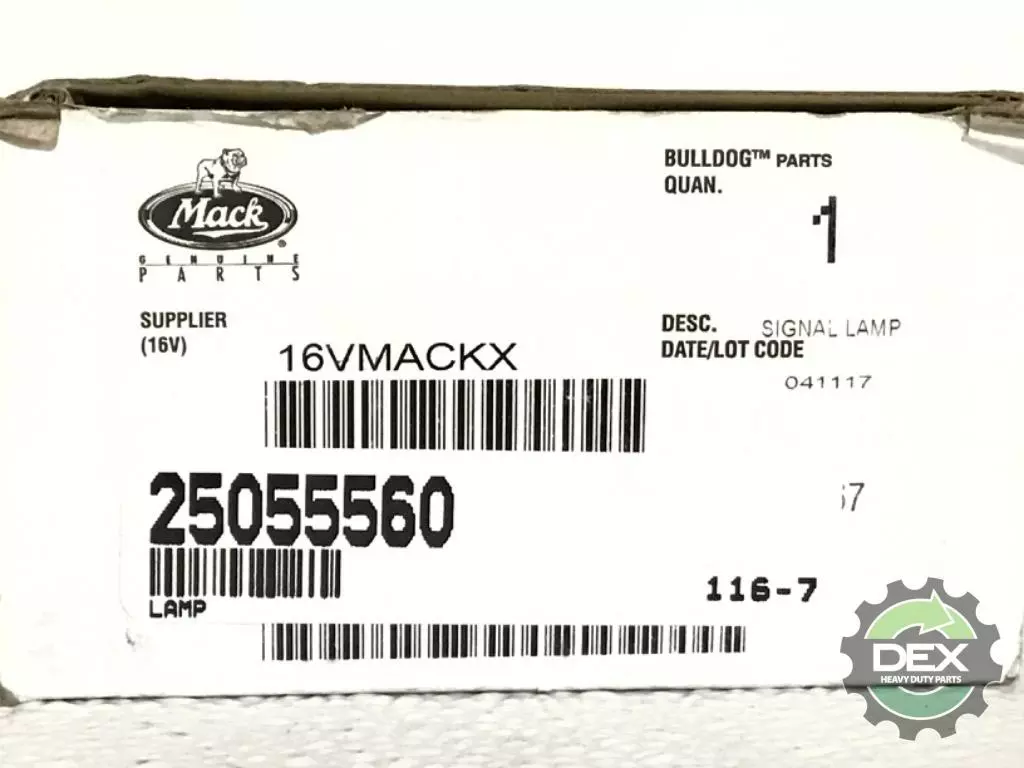 Mack
®
GENUINE
PARTS
BULLDOG™ PARTS
QUAN.
1
SUPPLIER
(16V)
16VMACKX
DESC. SIGNAL LAMP
DATE/LOT CODE
041117
25055560
LAMP
7
116-7
DEX
HEAVY DUTY PARTS